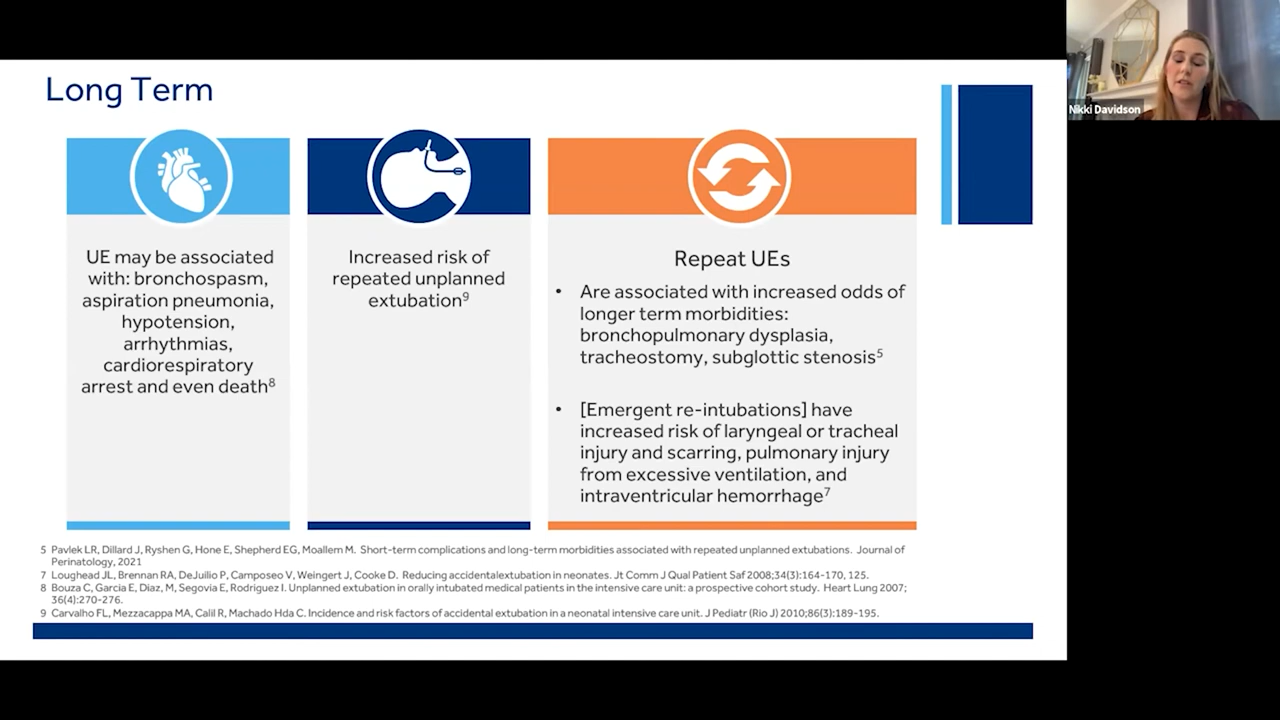 Long Term
UE may be associated
with: bronchospasm,
aspiration pneumonia,
hypotension,
arrhythmias,
cardiorespiratory
arrest and even death8
Increased risk of
repeated unplanned
extubation9
Repeat UEs
• Are associated with increased odds of
longer term morbidities:
bronchopulmonary dysplasia,
tracheostomy, subglottic stenosis5
• [Emergent re-intubations] have
increased risk of laryngeal or tracheal
injury and scarring, pulmonary injury
from excessive ventilation, and
intraventricular hemorrhage7
5 Pavlek LR, Dillard J, Ryshen G, Hone E, Shepherd EG, Moallem M. Short-term complications and long-term morbidities associated with repeated unplanned extubations. Journal of
Perinatology, 2021
7 Loughead JL, Brennan RA, DeJuilio P, Camposeo V, Weingert J, Cooke D. Reducing accidentalextubation in neonates. Jt Comm J Qual Patient Saf 2008;34(3):164-170, 125.
8 Bouza C, Garcia E, Diaz, M, Segovia E, Rodriguez I. Unplanned extubation in orally intubated medical patients in the intensive care unit: a prospective cohort study. Heart Lung 2007;
36(4):270-276.
9 Carvalho FL, Mezzacappa MA, Calil R, Machado Hda C. Incidence and risk factors of accidental extubation in a neonatal intensive care unit. J Pediatr (Rio J) 2010;86(3):189-195.
Nikki Davidson